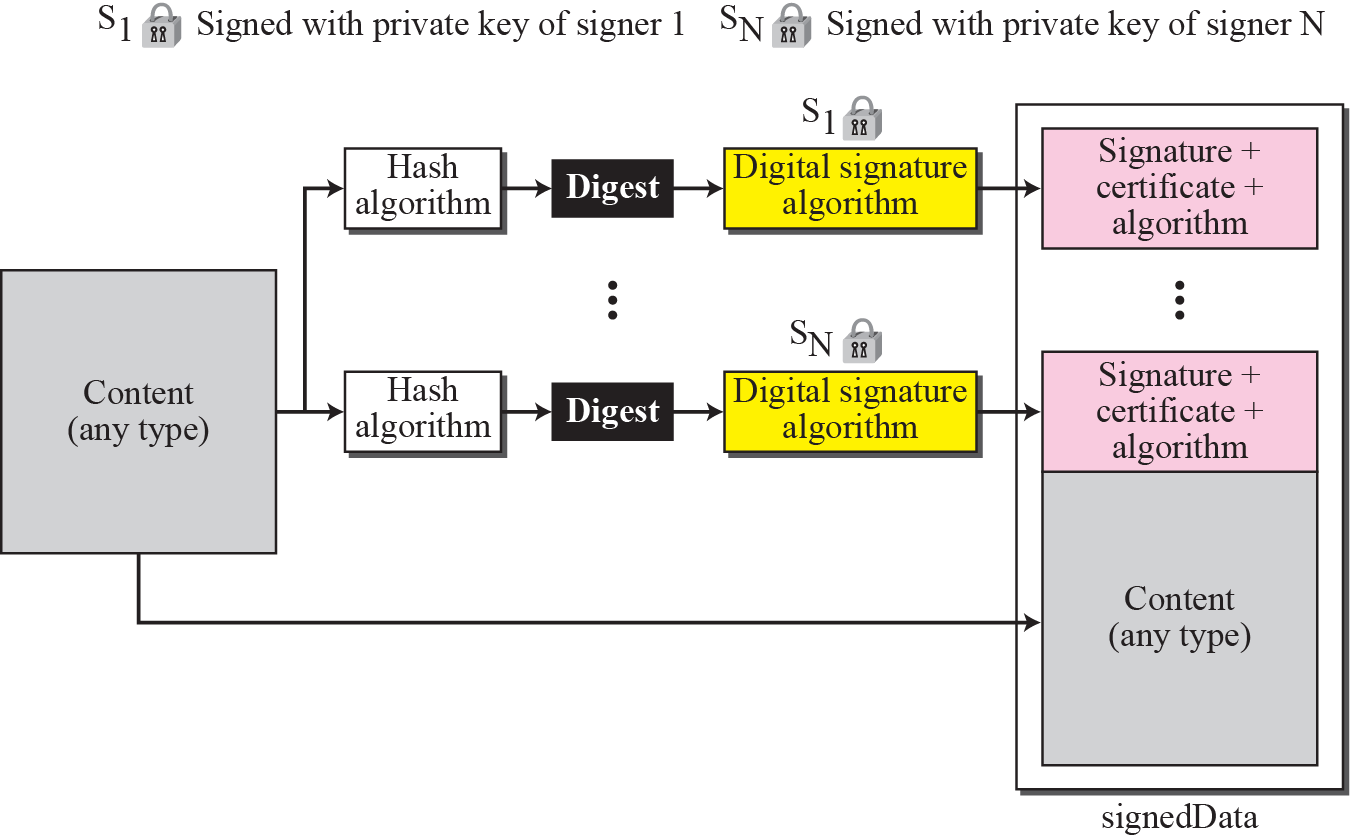 S1 Signed with private key of signer 1
SN Signed with private key of signer N
S1
Hash
algorithm
Digest
Digital signature
algorithm
Signature +
certificate +
algorithm
Content
(any type)
SN
Hash
algorithm
Digest
Digital signature
algorithm
Signature +
certificate +
algorithm
Content
(any type)
signedData